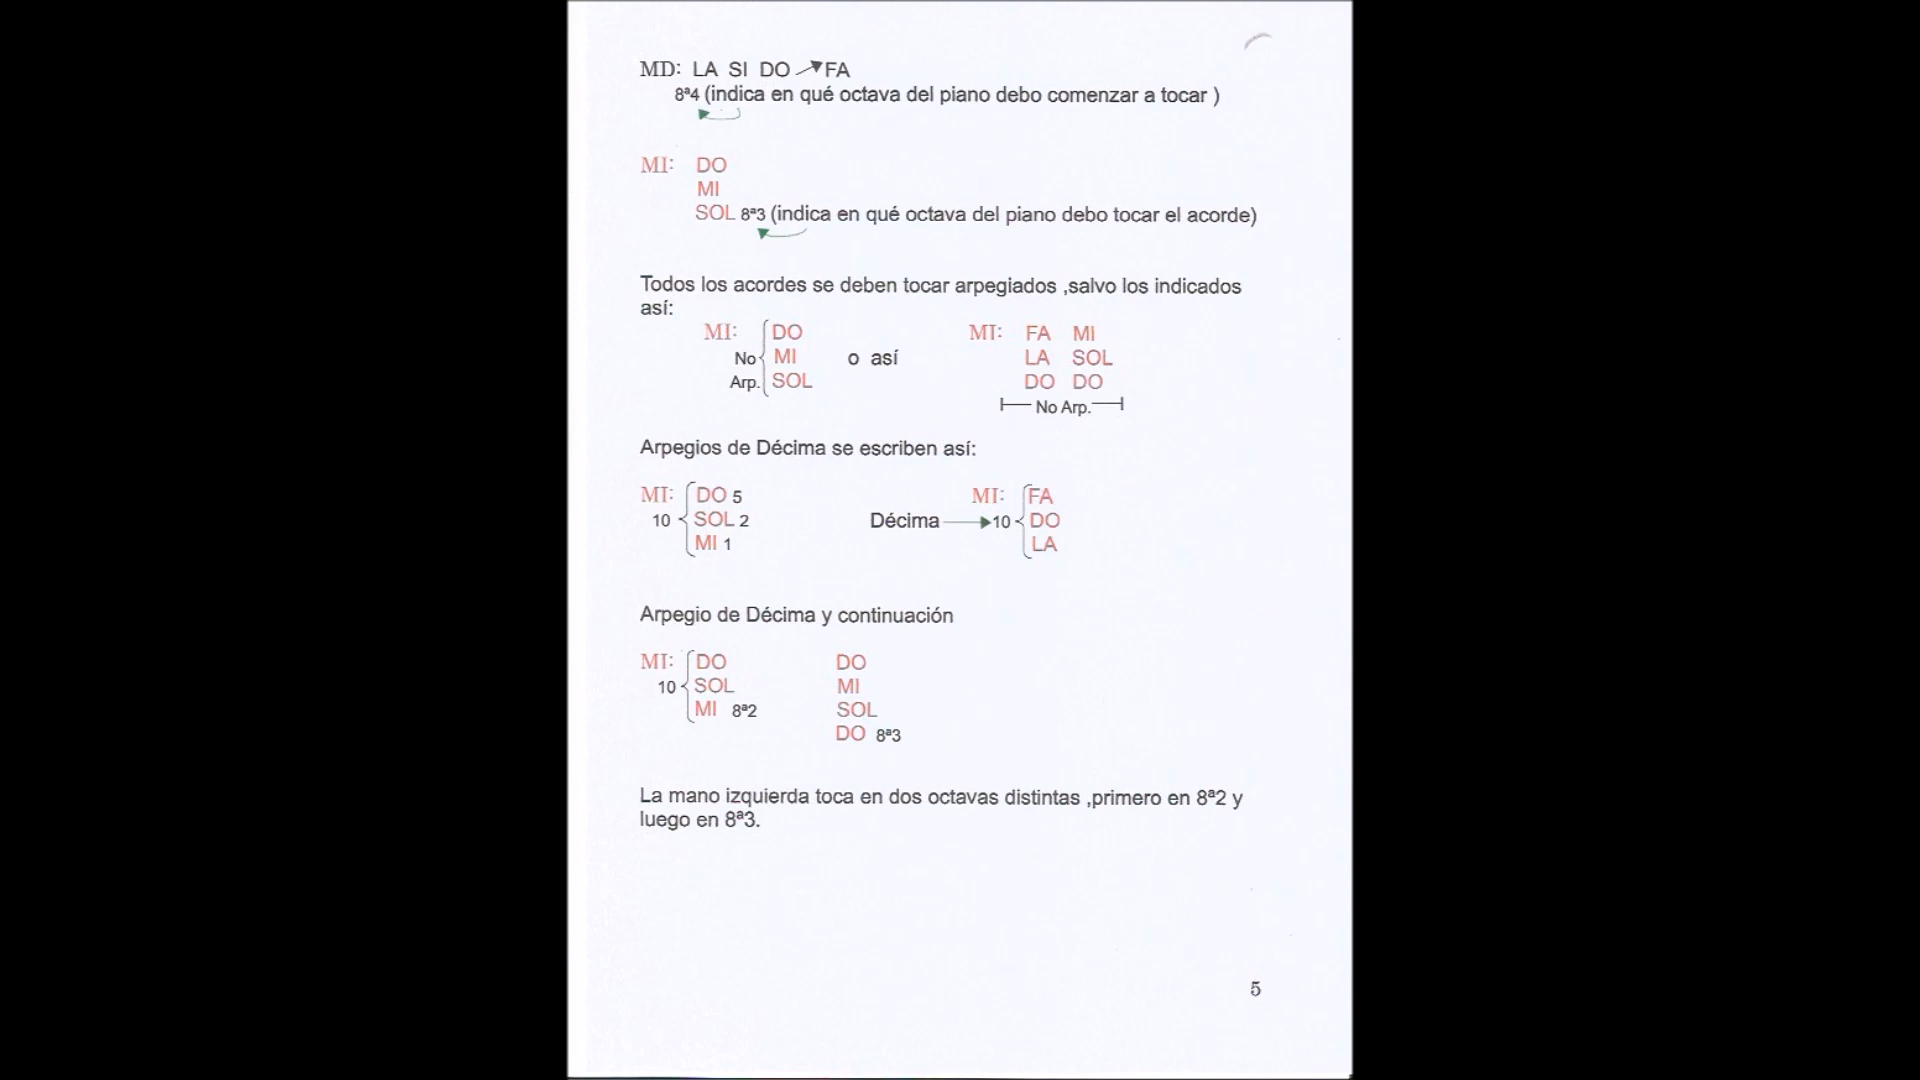 MD: LA SI DO FA
8ª4 (indica en qué octava del piano debo comenzar a tocar )
MI: DO
MI
SOL 8ª3 (indica en qué octava del piano debo tocar el acorde)
Todos los acordes se deben tocar arpegiados ,salvo los indicados
así:
MI: DO MI: FA MI
No MI o así LA SOL
Arp. SOL DO DO
No Arp.
Arpegios de Décima se escriben así:
MI: DO 5 MI: FA
10 SOL 2 Décima 10 DO
MI 1 LA
Arpegio de Décima y continuación
MI: DO DO
10 SOL MI
MI 8ª2 SOL
DO 8ª3
La mano izquierda toca en dos octavas distintas ,primero en 8ª2 y
luego en 8ª3.
5